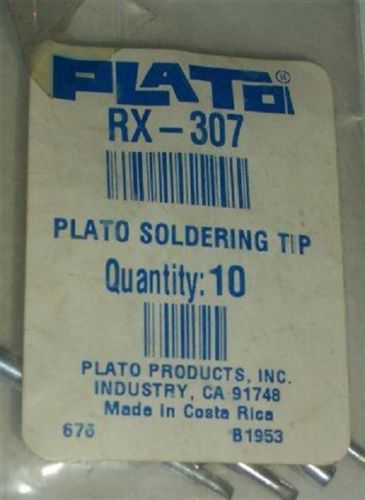 PLATO®
RX-307
PLATO SOLDERING TIP
Quantity: 10
PLATO PRODUCTS, INC.
INDUSTRY, CA 91748
Made in Costa Rica
676 B1953